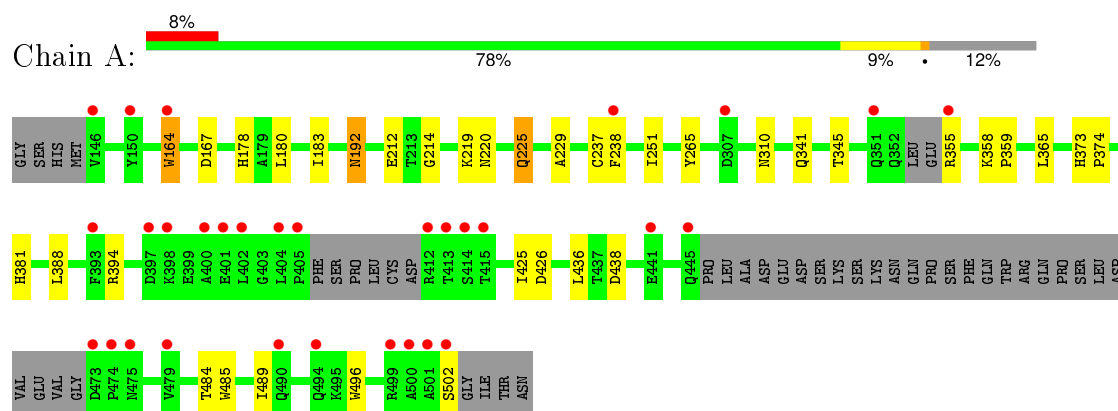 8%
Chain A:
78% 9% • 12%
GLY SER HIS MET V146 Y150 W164 D167 H178 A179 L180 I183 N192 E212 T213 G214 K219 N220 Q225 A229 C237 F238 I251 Y265 D307 N310 Q341 T345 Q351 Q352 LEU GLU R355 K358 P359 L365 H373 P374
H381 L388 F393 R394 D397 K398 E399 A400 E401 L402 G403 L404 P405 PHE SER PRO LEU CYS ASP R412 T413 S414 T415 I425 D426 L436 T437 D438 E441 Q445 PRO LEU ALA ASP GLU ASP SER LYS SER LYS ASN GLN PRO SER PHE GLN TRP ARG GLN PRO SER LEU ASP
VAL GLU VAL GLY D473 P474 N475 V479 T484 W485 I489 Q490 Q494 K495 W496 R499 A500 A501 S502 GLY ILE THR ASN